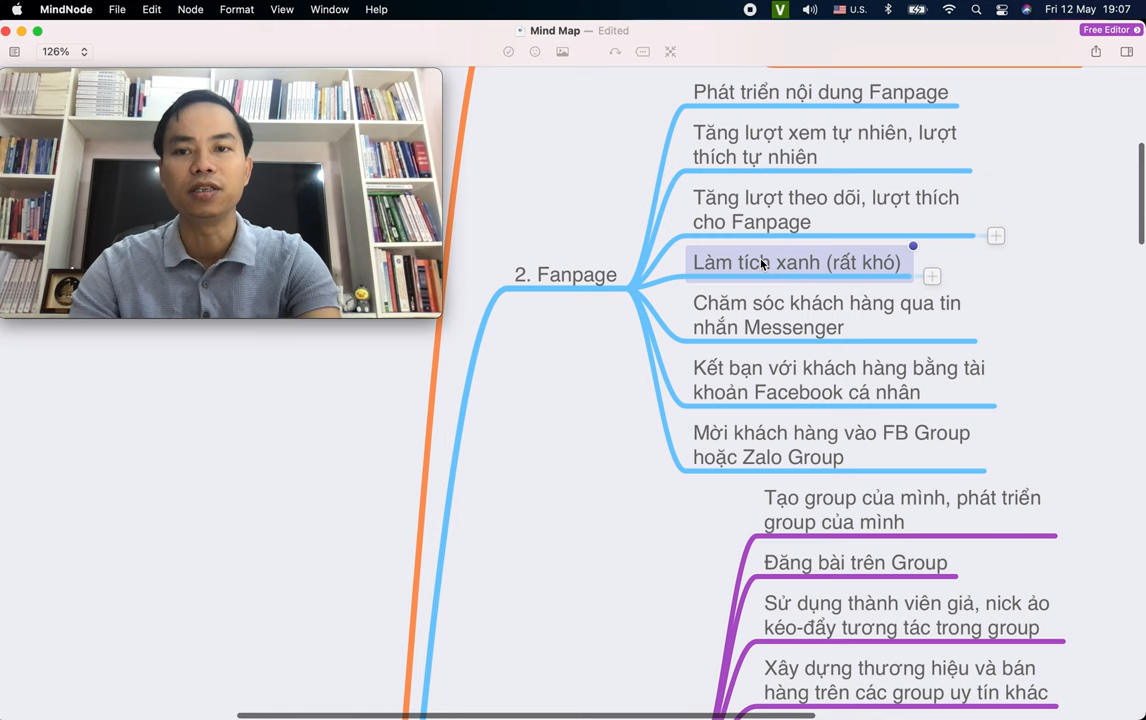 MindNode File Edit Node Format View Window Help
V U.S. Fri 12 May 19:07
Mind Map — Edited
Free Editor
126%
Phát triển nội dung Fanpage
Tăng lượt xem tự nhiên, lượt
thích tự nhiên
Tăng lượt theo dõi, lượt thích
cho Fanpage
2. Fanpage
Làm tích xanh (rất khó)
Chăm sóc khách hàng qua tin
nhắn Messenger
Kết bạn với khách hàng bằng tài
khoản Facebook cá nhân
Mời khách hàng vào FB Group
hoặc Zalo Group
Tạo group của mình, phát triển
group của mình
Đăng bài trên Group
Sử dụng thành viên giả, nick ảo
kéo-đẩy tương tác trong group
Xây dựng thương hiệu và bán
hàng trên các group uy tín khác